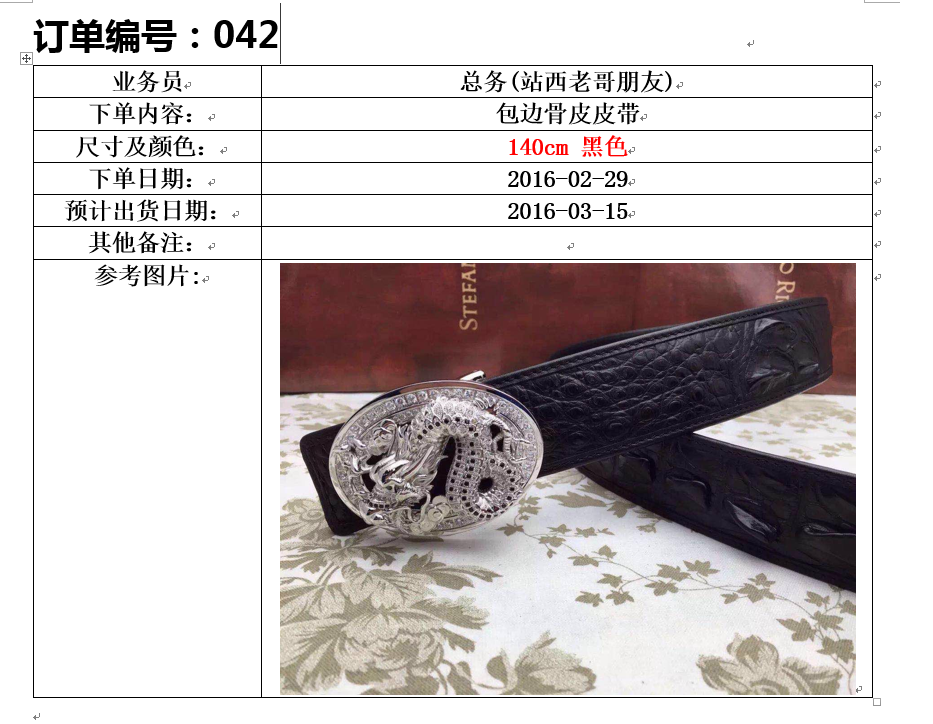 订单编号：042
业务员
总务(站西老哥朋友)
下单内容：
包边骨皮皮带
尺寸及颜色：
140cm 黑色
下单日期：
2016-02-29
预计出货日期：
2016-03-15
其他备注：
参考图片:
STEFAN
O RI